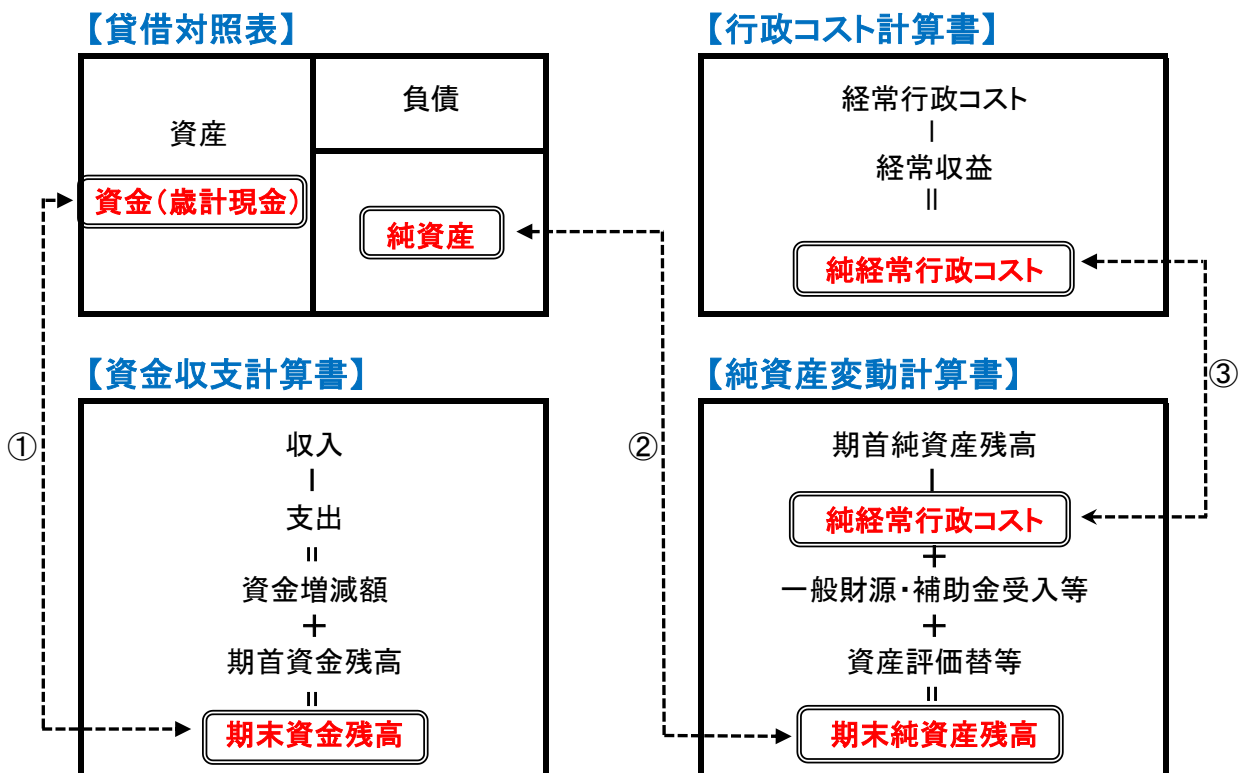 【貸借対照表】
資産
資金(歳計現金)
負債
純資産
【行政コスト計算書】
経常行政コスト
－
経常収益
＝
純経常行政コスト
①
②
③
【資金収支計算書】
収入
－
支出
＝
資金増減額
＋
期首資金残高
＝
期末資金残高
【純資産変動計算書】
期首純資産残高
－
純経常行政コスト
＋
一般財源・補助金受入等
＋
資産評価替等
＝
期末純資産残高